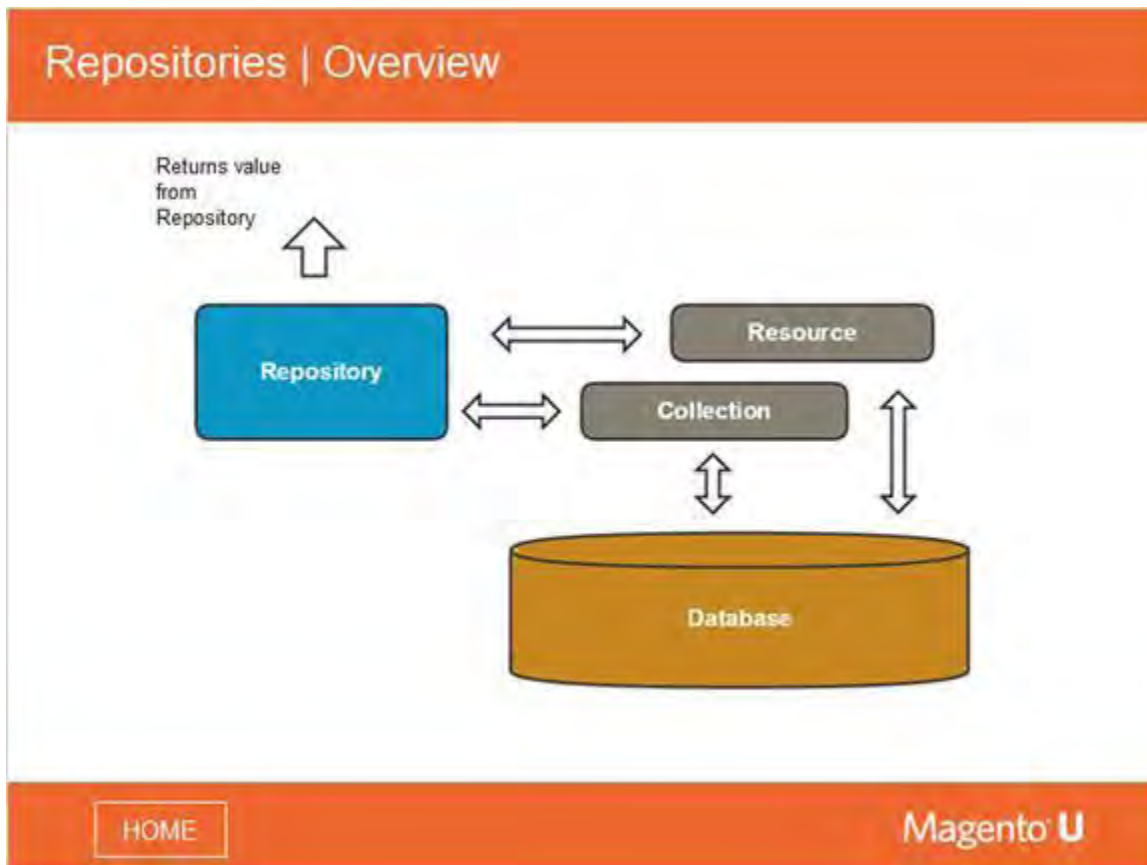 Repositories | Overview
Returns value
from
Repository
Repository
Resource
Collection
Database
HOME
Magento U